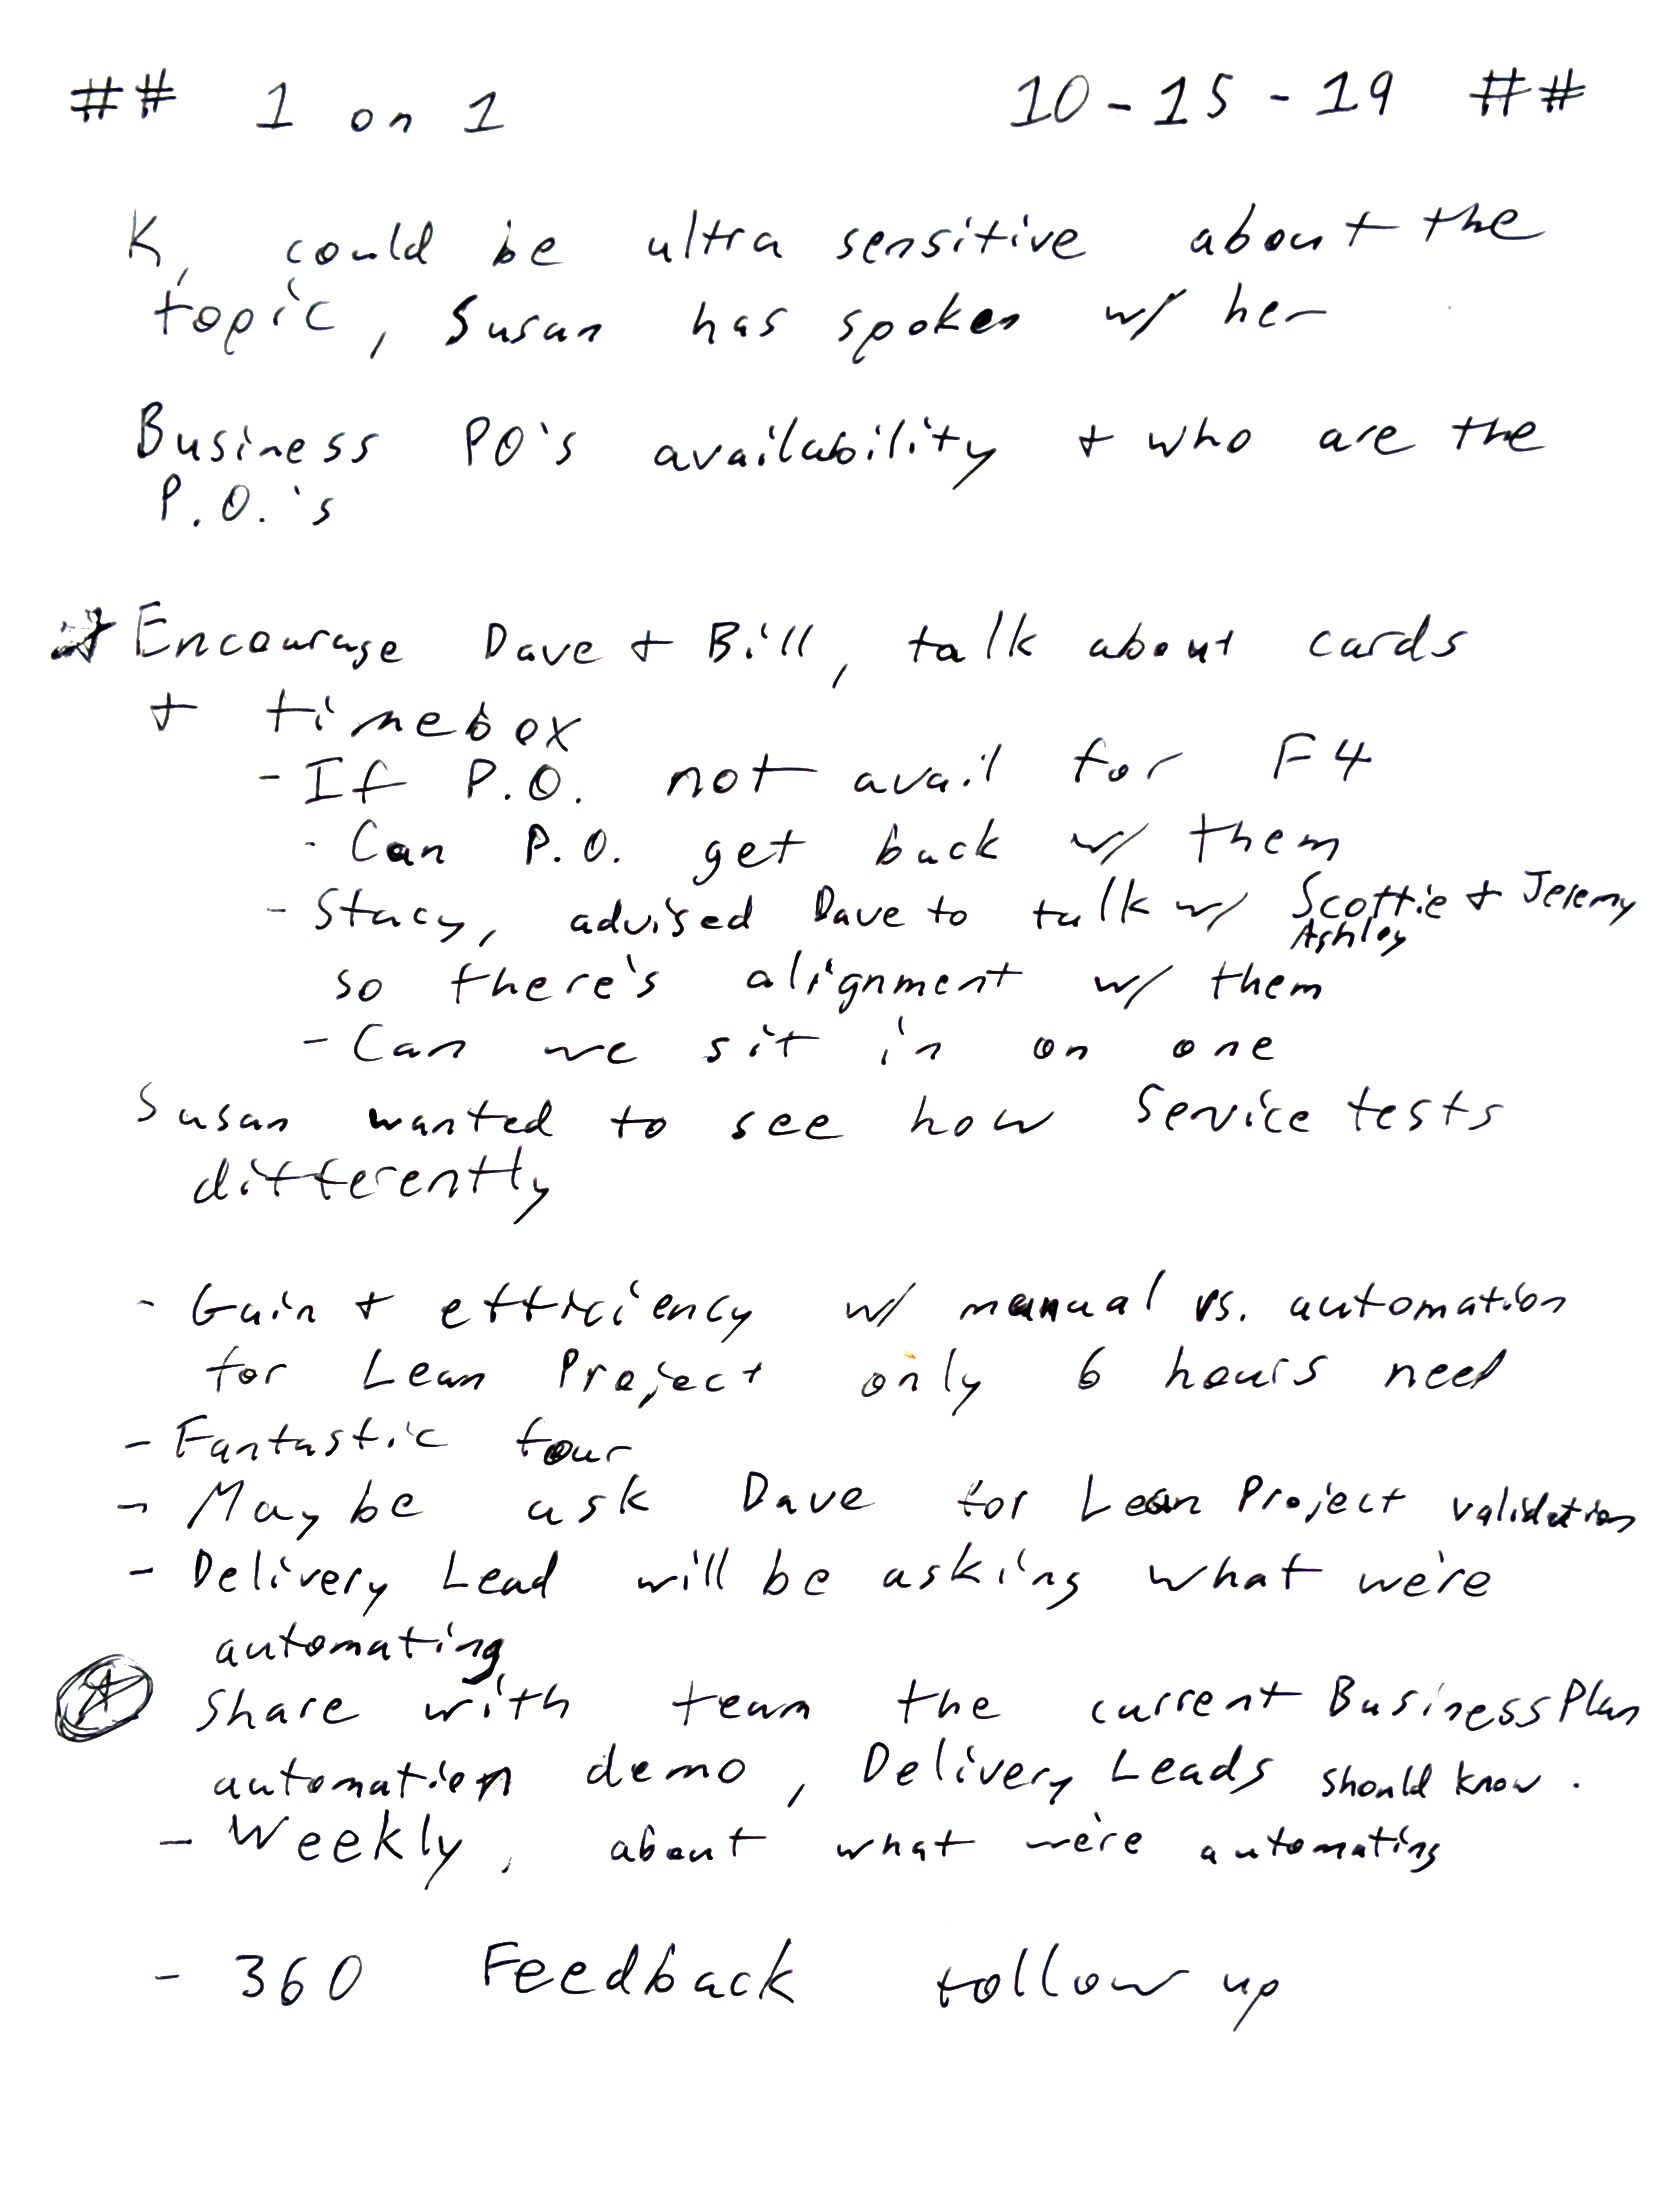 ## 1 on 1 10-15-19 ##
K, could be ultra sensitive about the
topic, Susan has spoken w/ her
Business PO's availability + who are the
P.O.'s
Encourage Dave + Bill, talk about cards
+ timebox
- If P.O. not avail for F4
- Can P.O. get back w/ them
- Stacy, advised Dave to talk w/ Scottie + Jeremy
Ashley
so there's alignment w/ them
- Can we sit in on one
Susan wanted to see how Service tests
differently
- Gain + efficiency w/ manual vs. automation
for Lean Project only 6 hours need
- Fantastic four
- Maybe ask Dave for Lean Project validation
- Delivery Lead will be asking what we're
automating
Share with team the current Business Plan
automation demo, Delivery Leads should know.
- Weekly, about what we're automating
- 360 Feedback follow up